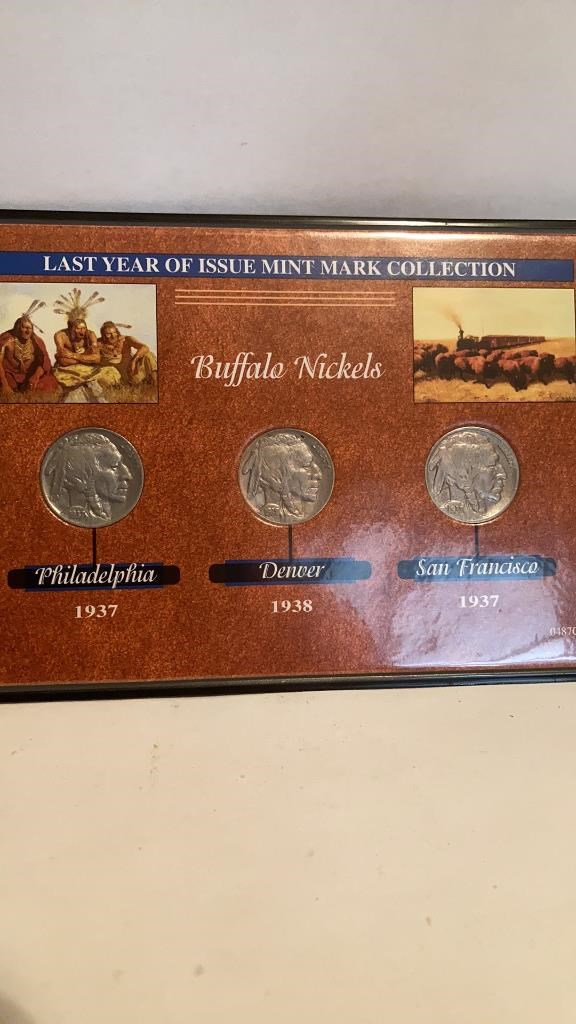 LAST YEAR OF ISSUE MINT MARK COLLECTION
Buffalo Nickels
Philadelphia
Denver
San Francisco
1937
1938
1937